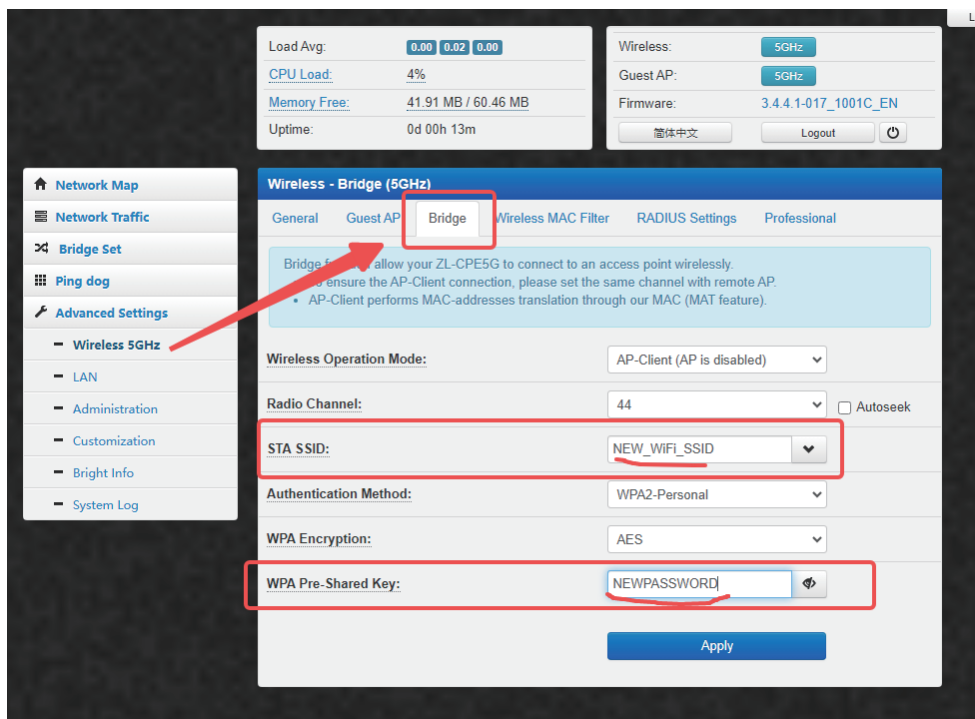 L
Load Avg: 0.00 0.02 0.00
CPU Load: 4%
Memory Free: 41.91 MB / 60.46 MB
Uptime: 0d 00h 13m
Wireless: 5GHz
Guest AP: 5GHz
Firmware: 3.4.4.1-017_1001C_EN
简体中文 Logout
Network Map
Network Traffic
Bridge Set
Ping dog
Advanced Settings
Wireless 5GHz
LAN
Administration
Customization
Bright Info
System Log
Wireless - Bridge (5GHz)
General Guest AP Bridge Wireless MAC Filter RADIUS Settings Professional
Bridge allow your ZL-CPE5G to connect to an access point wirelessly.
ensure the AP-Client connection, please set the same channel with remote AP.
• AP-Client performs MAC-addresses translation through our MAC (MAT feature).
Wireless Operation Mode: AP-Client (AP is disabled)
Radio Channel: 44 Autoseek
STA SSID: NEW_WiFi_SSID
Authentication Method: WPA2-Personal
WPA Encryption: AES
WPA Pre-Shared Key: NEWPASSWORD
Apply